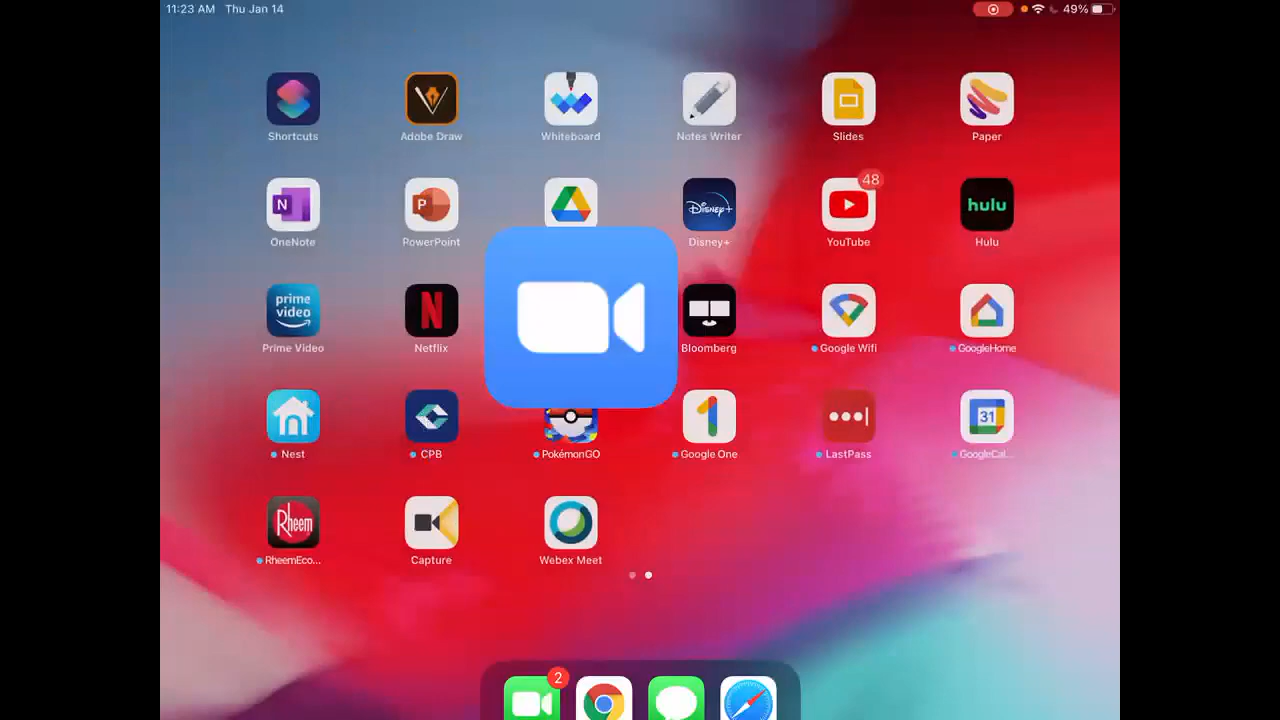 11:23 AM Thu Jan 14
49%
Shortcuts
Adobe Draw
Whiteboard
Notes Writer
Slides
Paper
N
P
Disney+
48
hulu
OneNote
PowerPoint
Disney+
YouTube
Hulu
prime video
N
Prime Video
Netflix
Bloomberg
Google Wifi
GoogleHome
1
31
Nest
CPB
PokémonGO
Google One
LastPass
GoogleCal...
Rheem
RheemEco...
Capture
Webex Meet
2